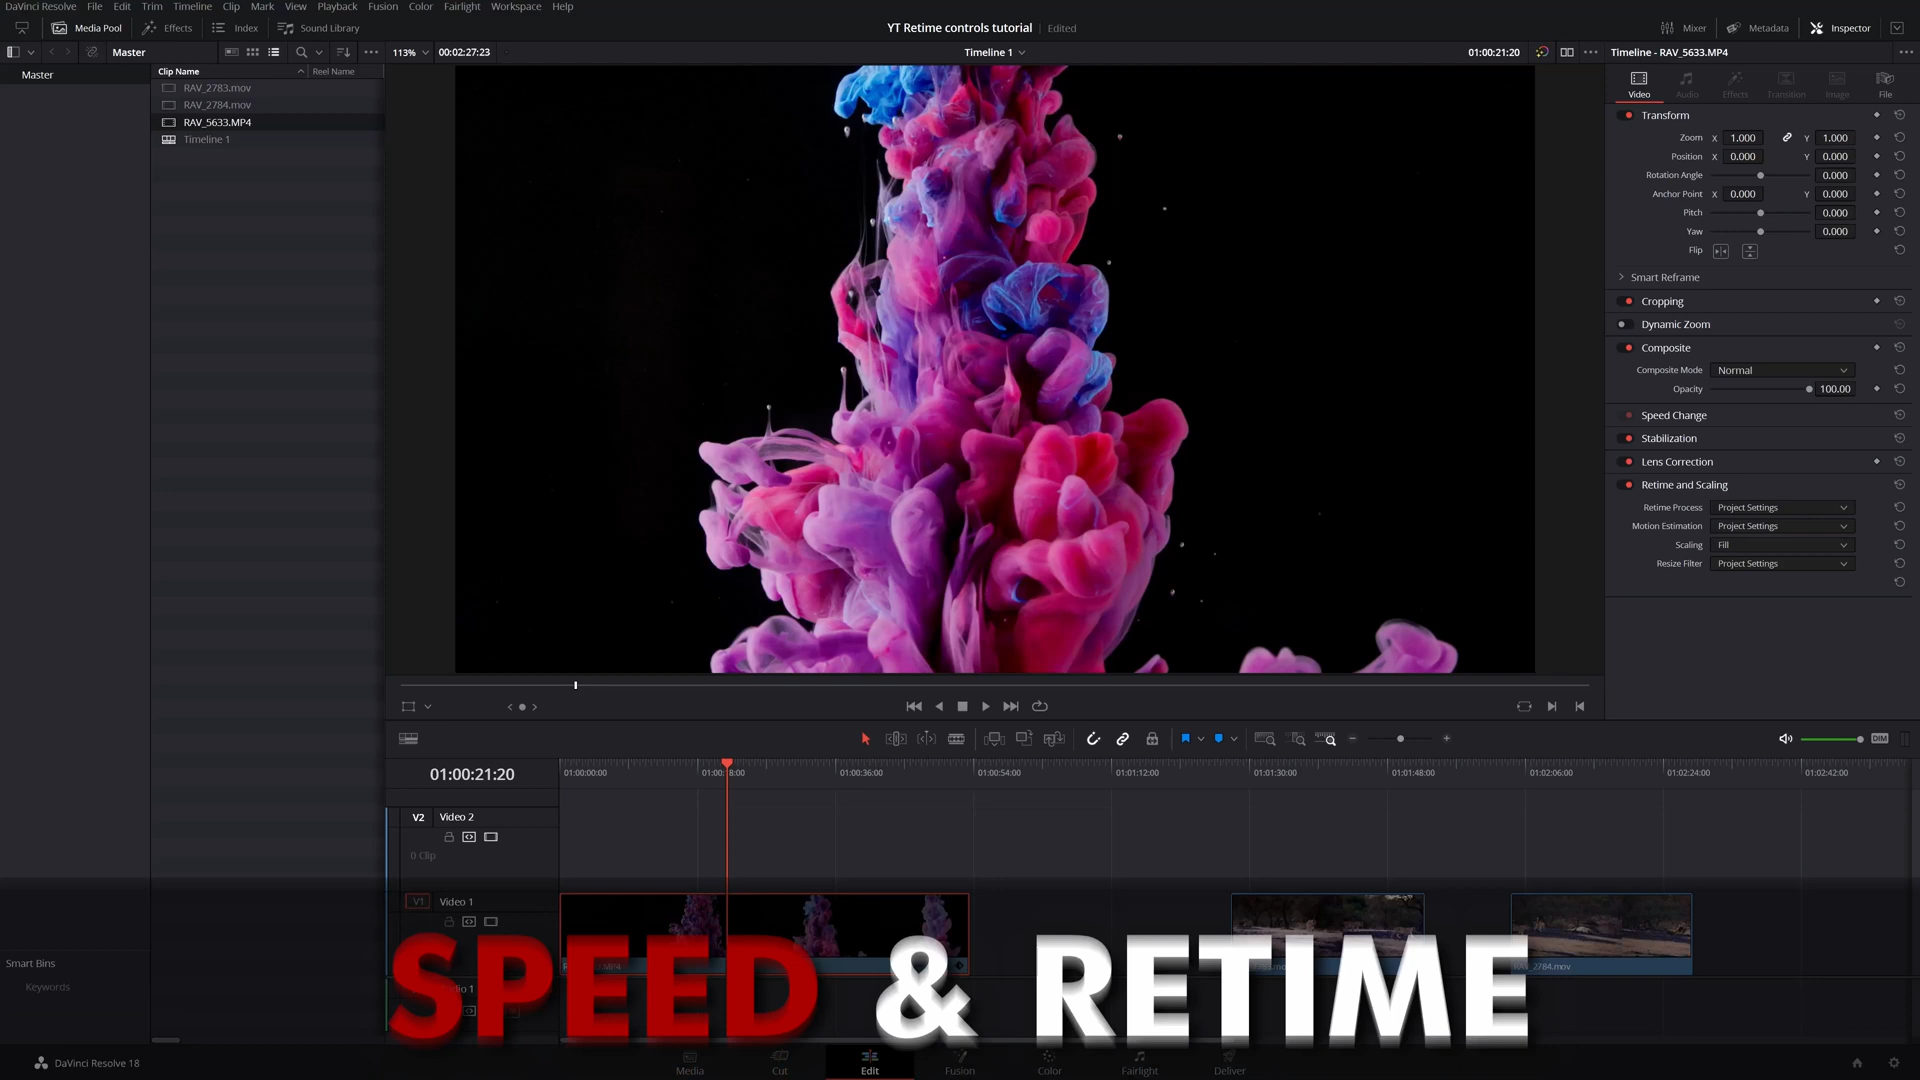 DaVinci Resolve File Edit Trim Timeline Clip Mark View Playback Fusion Color Fairlight Workspace Help
Media Pool Effects Index Sound Library YT Retime controls tutorial Edited Mixer Metadata Inspector
Master 113% 00:02:27:23 Timeline 1 01:00:21:20 Timeline - RAV_5633.MP4
Master
Clip Name Reel Name
RAV_2783.mov
RAV_2784.mov
RAV_5633.MP4
Timeline 1
Video Audio Effects Transition Image File
Transform
Zoom X 1.000 Y 1.000
Position X 0.000 Y 0.000
Rotation Angle 0.000
Anchor Point X 0.000 Y 0.000
Pitch 0.000
Yaw 0.000
Flip
Smart Reframe
Cropping
Dynamic Zoom
Composite
Composite Mode Normal
Opacity 100.00
Speed Change
Stabilization
Lens Correction
Retime and Scaling
Retime Process Project Settings
Motion Estimation Project Settings
Scaling Fill
Resize Filter Project Settings
DIM
01:00:21:20
01:00:00:00 01:00:36:00 01:00:54:00 01:01:12:00 01:01:30:00 01:01:48:00 01:02:06:00 01:02:24:00 01:02:42:00
V2 Video 2
0 Clip
V1 Video 1
RAV_2784.mov
SPEED & RETIME
Smart Bins
Keywords
DaVinci Resolve 18
Media Cut Edit Fusion Color Fairlight Deliver